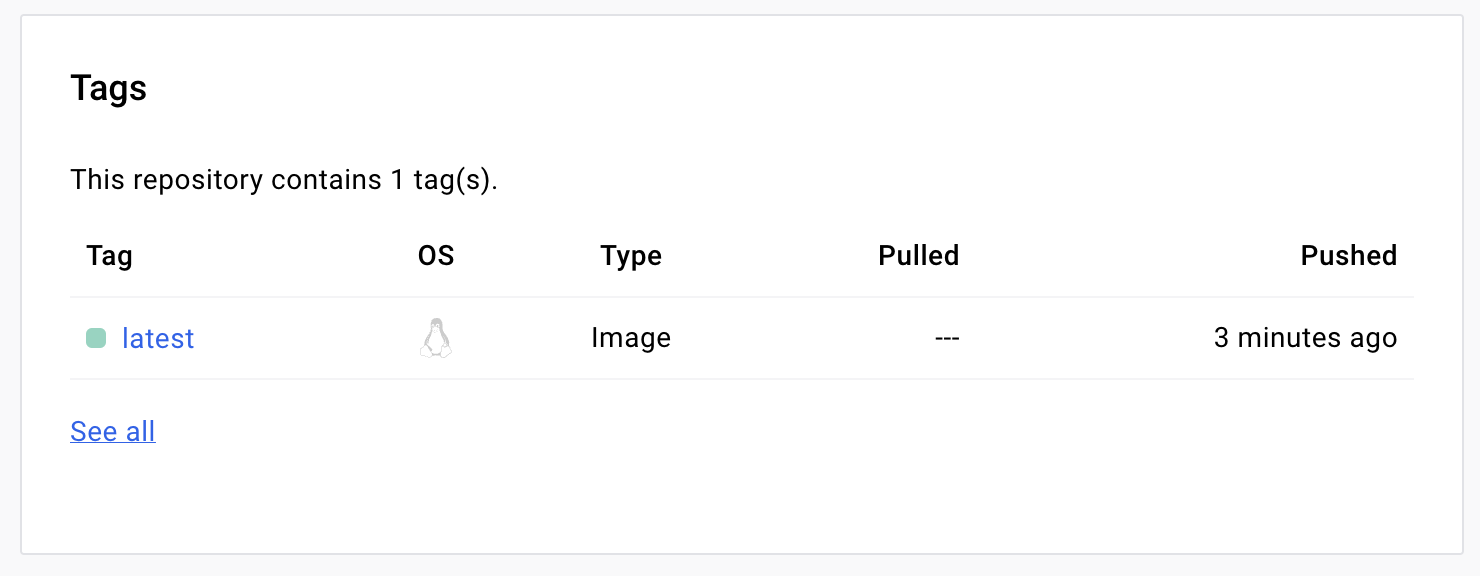 Tags
This repository contains 1 tag(s).
Tag OS Type Pulled Pushed
latest Image --- 3 minutes ago
See all